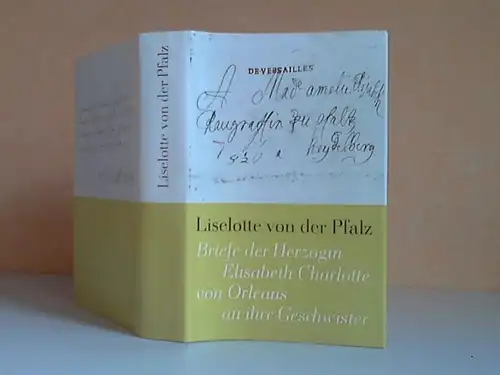 Liselotte von der Pfalz
DE VERSAILLES
A Made amelie Elisabeth
Raugraffin zu pfaltz
a heydelberg
Liselotte von der Pfalz
Briefe der Herzogin
Elisabeth Charlotte
von Orleans
an ihre Geschwister